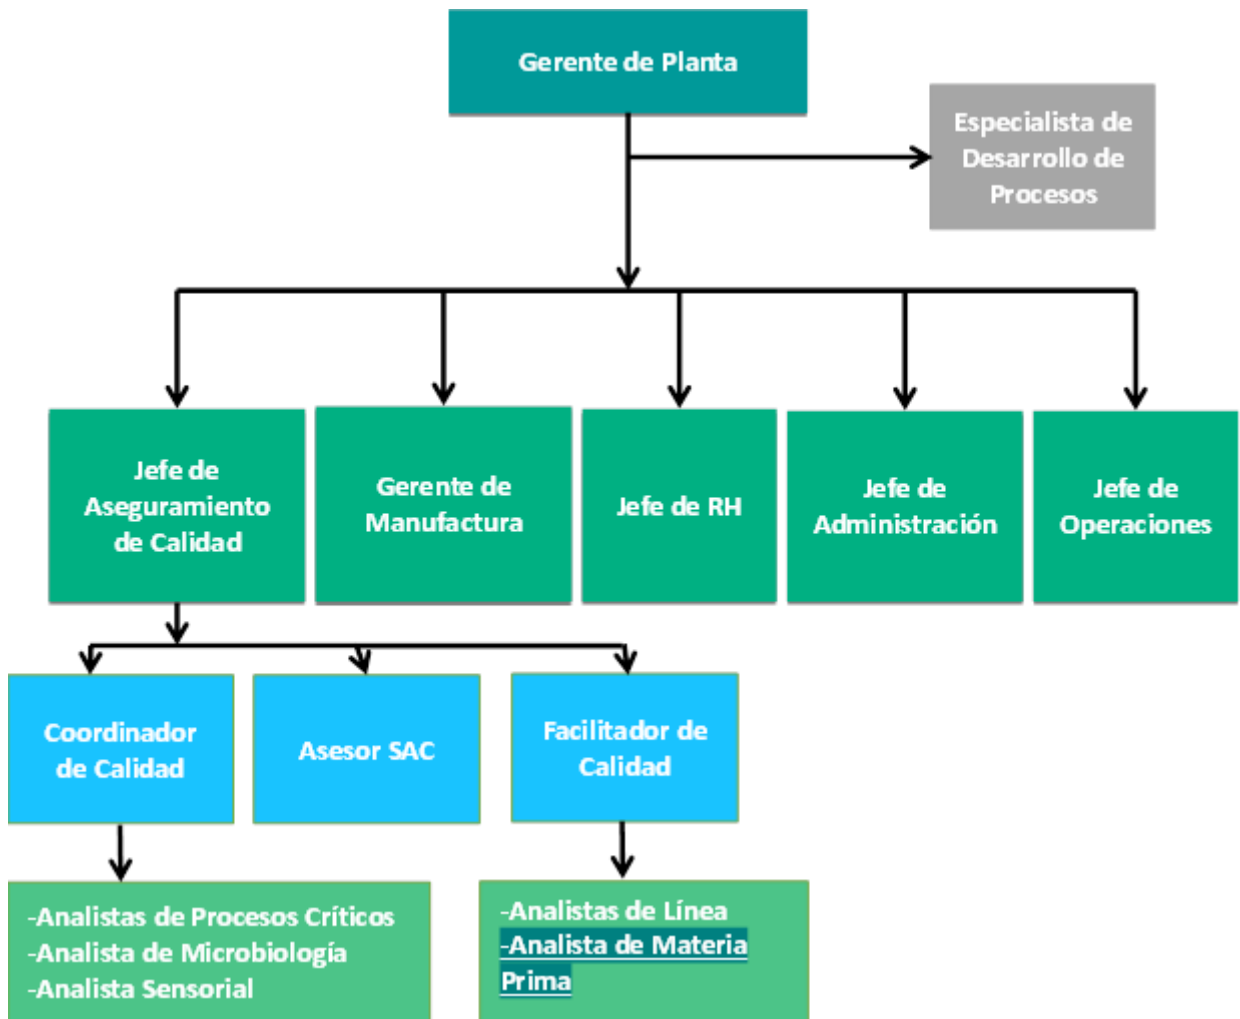 Gerente de Planta
Especialista de
Desarrollo de
Procesos
Jefe de
Aseguramiento
de Calidad
Gerente de
Manufactura
Jefe de RH
Jefe de
Administración
Jefe de
Operaciones
Coordinador
de Calidad
Asesor SAC
Facilitador de
Calidad
-Analistas de Procesos Críticos
-Analista de Microbiología
-Analista Sensorial
-Analistas de Línea
-Analista de Materia
Prima